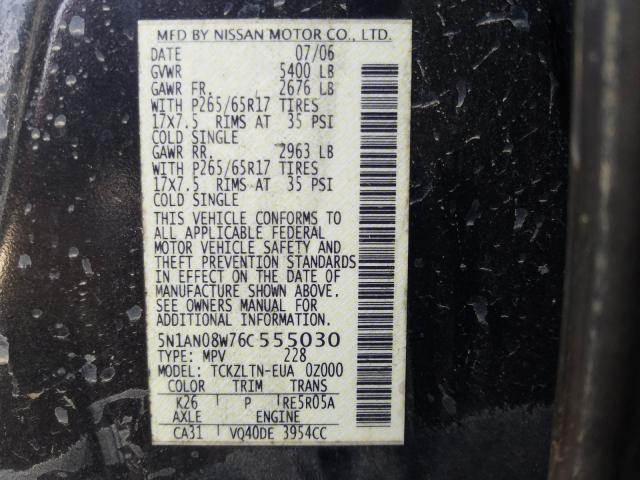 MFD BY NISSAN MOTOR CO., LTD.
DATE 07/06
GVWR 5400 LB
GAWR FR. 2676 LB
WITH P265/65R17 TIRES
17X7.5 RIMS AT 35 PSI
COLD SINGLE
GAWR RR. 2963 LB
WITH P265/65R17 TIRES
17X7.5 RIMS AT 35 PSI
COLD SINGLE
THIS VEHICLE CONFORMS TO
ALL APPLICABLE FEDERAL
MOTOR VEHICLE SAFETY AND
THEFT PREVENTION STANDARDS
IN EFFECT ON THE DATE OF
MANUFACTURE SHOWN ABOVE.
SEE OWNERS MANUAL FOR
ADDITIONAL INFORMATION
5N1AN08W76C555030
TYPE: MPV 228
MODEL: TCKZLTN-EUA 0Z000
COLOR TRIM TRANS
K26 P RE5R05A
AXLE ENGINE
CA31 VQ40DE 3954CC